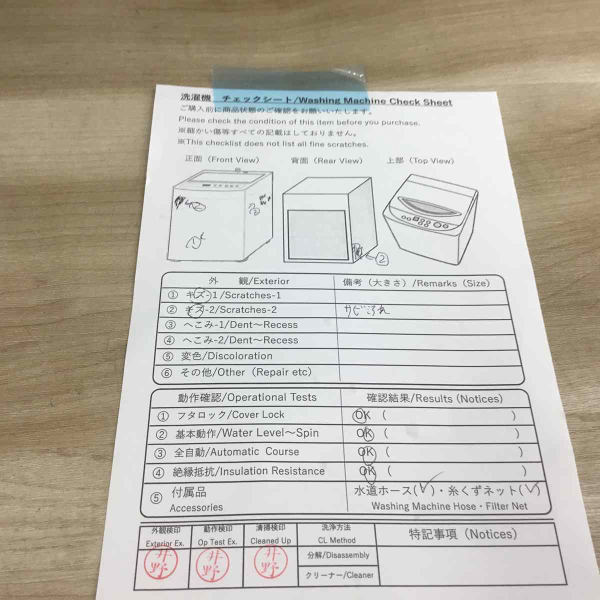 洗濯機 チェックシート/Washing Machine Check Sheet
ご購入前に商品状態のご確認をお願いいたします。
Please check the condition of this item before you purchase.
※細かい傷等すべての記載はしておりません。
※This checklist does not list all fine scratches.
正面 (Front View) 背面 (Rear View) 上部 (Top View)
②
外 観/Exterior 備考 (大きさ) /Remarks (Size)
① キズ-1/Scratches-1
② キズ-2/Scratches-2
③ へこみ-1/Dent～Recess
④ へこみ-2/Dent～Recess
⑤ 変色/Discoloration
⑥ その他/Other (Repair etc)
動作確認/Operational Tests 確認結果/Results (Notices)
① フタロック/Cover Lock OK ( )
② 基本動作/Water Level～Spin OK ( )
③ 全自動/Automatic Course OK ( )
④ 絶縁抵抗/Insulation Resistance OK ( )
⑤ 付属品 水道ホース(✓)・糸くずネット(✓)
Accessories Washing Machine Hose・Filter Net
外観検印 動作検印 清掃検印 洗浄方法 特記事項 (Notices)
Exterior Ex. Op Test Ex. Cleaned Up CL Method
井野 井野 井野 分解/Disassembly
クリーナー/Cleaner